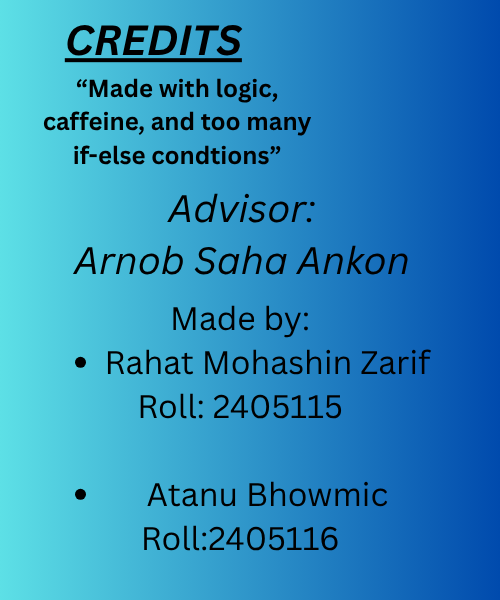 CREDITS
“Made with logic,
caffeine, and too many
if-else condtions”
Advisor:
Arnob Saha Ankon
Made by:
• Rahat Mohashin Zarif
Roll: 2405115
• Atanu Bhowmic
Roll:2405116